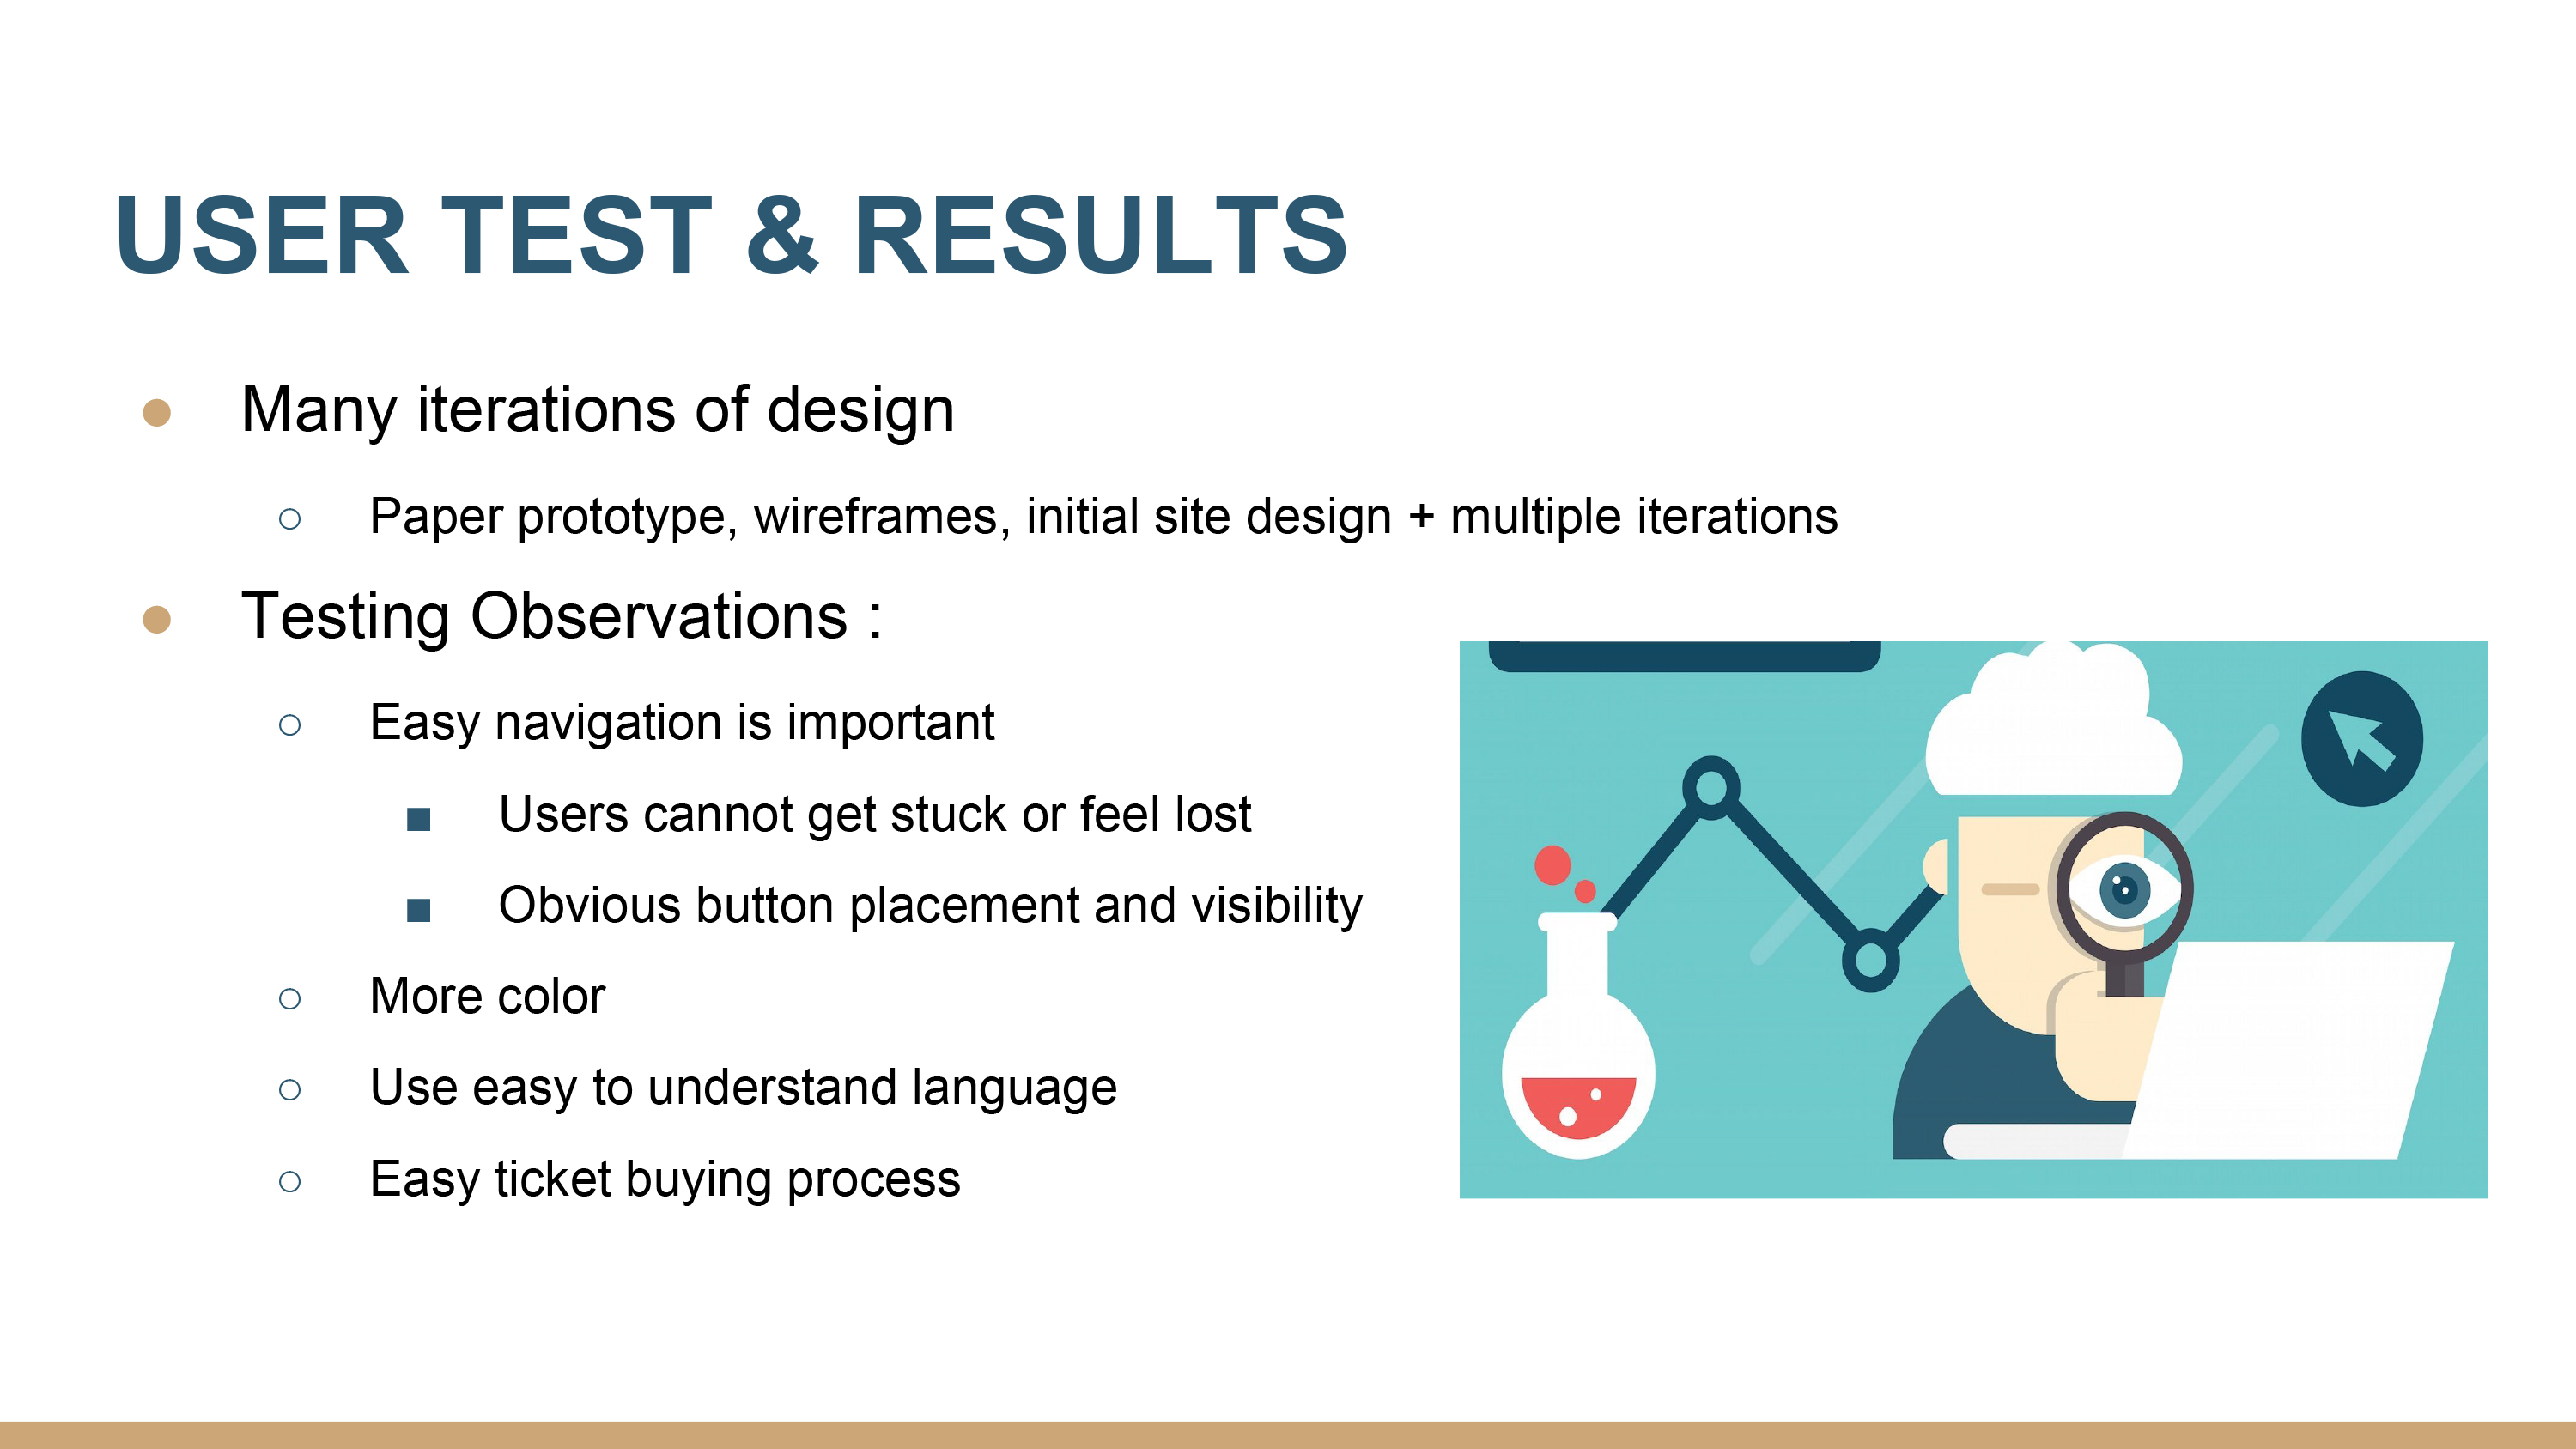 USER TEST & RESULTS
● Many iterations of design
○ Paper prototype, wireframes, initial site design + multiple iterations
● Testing Observations :
○ Easy navigation is important
■ Users cannot get stuck or feel lost
■ Obvious button placement and visibility
○ More color
○ Use easy to understand language
○ Easy ticket buying process